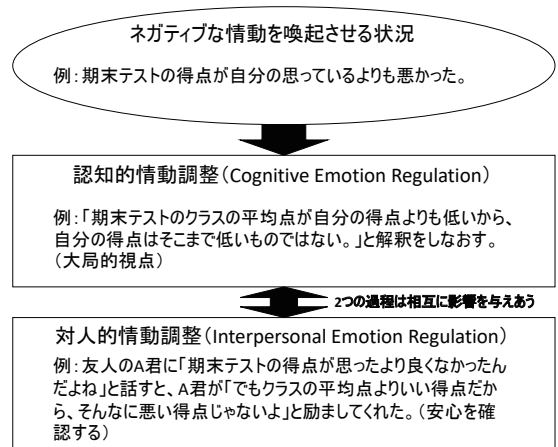 ネガティブな情動を喚起させる状況
例：期末テストの得点が自分の思っているよりも悪かった。
認知的情動調整（Cognitive Emotion Regulation）
例：「期末テストのクラスの平均点が自分の得点よりも低いから、
自分の得点はそこまで低いものではない。」と解釈をしなおす。
（大局的視点）
2つの過程は相互に影響を与えあう
対人的情動調整（Interpersonal Emotion Regulation）
例：友人のA君に「期末テストの得点が思ったより良くなかったん
だよね」と話すと、A君が「でもクラスの平均点よりいい得点だか
ら、そんなに悪い得点じゃないよ」と励ましてくれた。（安心を確
認する）